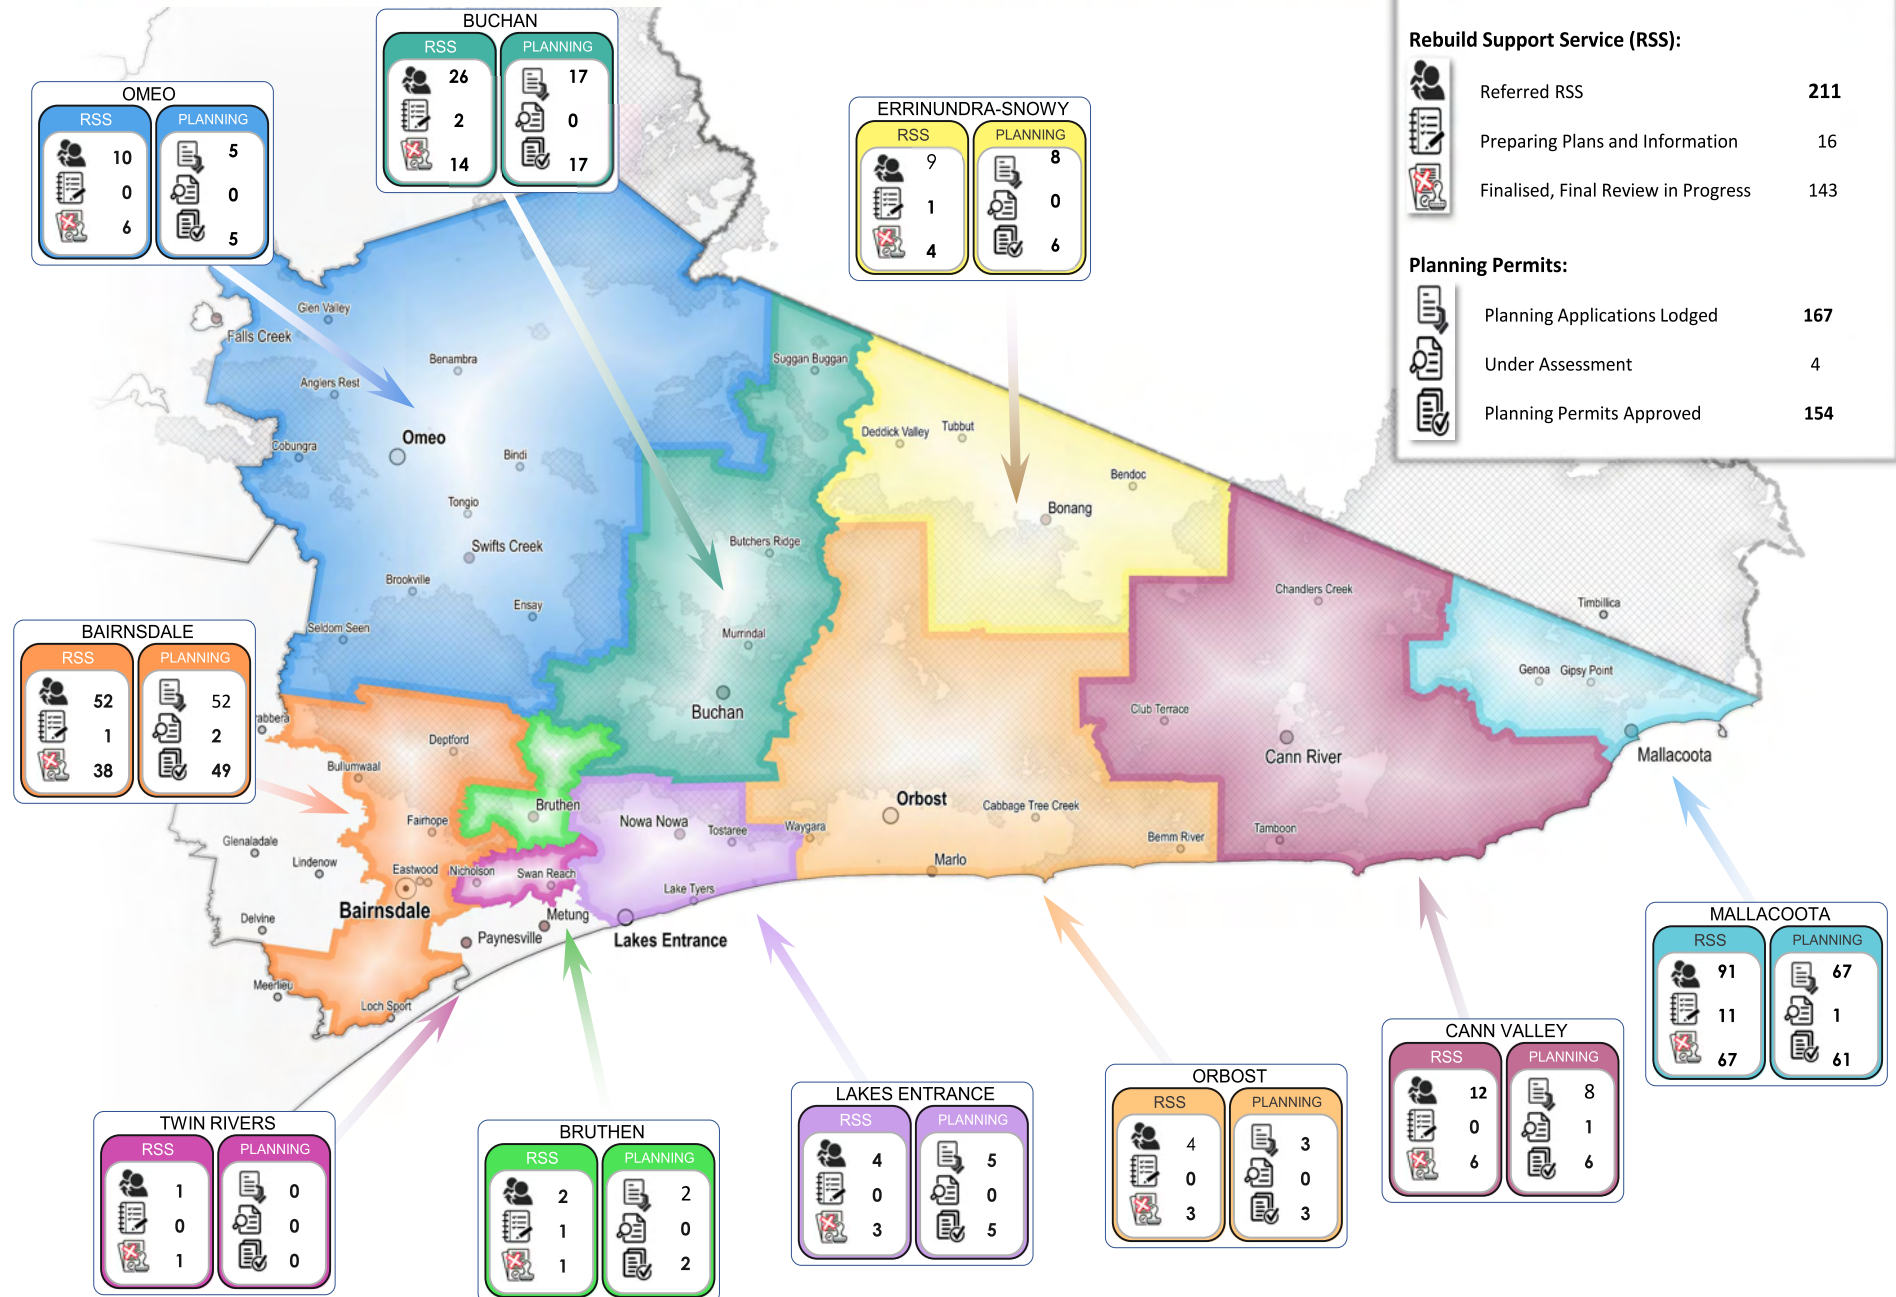 Rebuild Support Service (RSS):
Referred RSS 211
Preparing Plans and Information 16
Finalised, Final Review in Progress 143
Planning Permits:
Planning Applications Lodged 167
Under Assessment 4
Planning Permits Approved 154
BUCHAN
RSS PLANNING
26 17
2 0
14 17
OMEO
RSS PLANNING
10 5
0 0
6 5
ERRINUNDRA-SNOWY
RSS PLANNING
9 8
1 0
4 6
BAIRNSDALE
RSS PLANNING
52 52
1 2
38 49
MALLACOOTA
RSS PLANNING
91 67
11 1
67 61
CANN VALLEY
RSS PLANNING
12 8
0 1
6 6
ORBOST
RSS PLANNING
4 3
0 0
3 3
LAKES ENTRANCE
RSS PLANNING
4 5
0 0
3 5
BRUTHEN
RSS PLANNING
2 2
1 0
1 2
TWIN RIVERS
RSS PLANNING
1 0
0 0
1 0
Glen Valley
Falls Creek
Benambra
Anglers Rest
Suggan Buggan
Cobungra
Omeo
Bindi
Deddick Valley
Tubbut
Bendoc
Tongio
Bonang
Swifts Creek
Butchers Ridge
Brookville
Ensay
Chandlers Creek
Timbillica
Seldom Seen
Murrindal
Genoa
Gipsy Point
Buchan
Club Terrace
Cann River
Mallacoota
Deptford
Bullumwaal
Bruthen
Fairhope
Nowa Nowa
Tostaree
Waygara
Orbost
Cabbage Tree Creek
Bemm River
Tamboon
Glenaladale
Lindenow
Eastwood
Nicholson
Swan Reach
Marlo
Lake Tyers
Bairnsdale
Metung
Delvine
Paynesville
Lakes Entrance
Meerlieu
Loch Sport